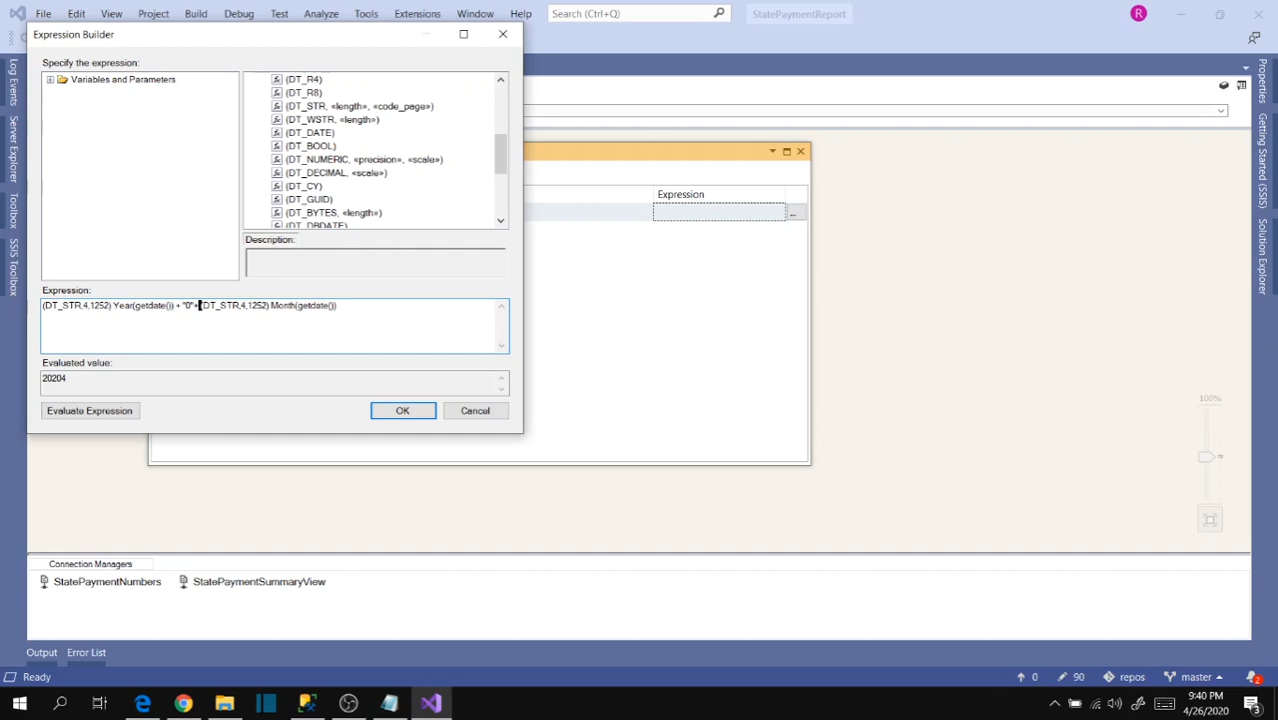 File Edit View Project Build Debug Test Analyze Tools Extensions Window Help Search (Ctrl+Q) StatePaymentReport R
Expression Builder
Specify the expression:
Variables and Parameters
(DT_R4)
(DT_R8)
(DT_STR, «length», «code_page»)
(DT_WSTR, «length»)
(DT_DATE)
(DT_BOOL)
(DT_NUMERIC, «precision», «scale»)
(DT_DECIMAL, «scale»)
(DT_CY)
(DT_GUID)
(DT_BYTES, «length»)
(DT_DBDATE)
Description:
Expression:
(DT_STR,4,1252) Year(getdate()) + "0"+(DT_STR,4,1252) Month(getdate())
Evaluated value:
20204
Evaluate Expression OK Cancel
Expression
...
Log Events
Server Explorer
Toolbox
SSIS Toolbox
Properties
Getting Started (SSIS)
Solution Explorer
100%
Connection Managers
StatePaymentNumbers StatePaymentSummaryView
Output Error List
Ready 0 90 repos master 2
9:40 PM
4/26/2020
3